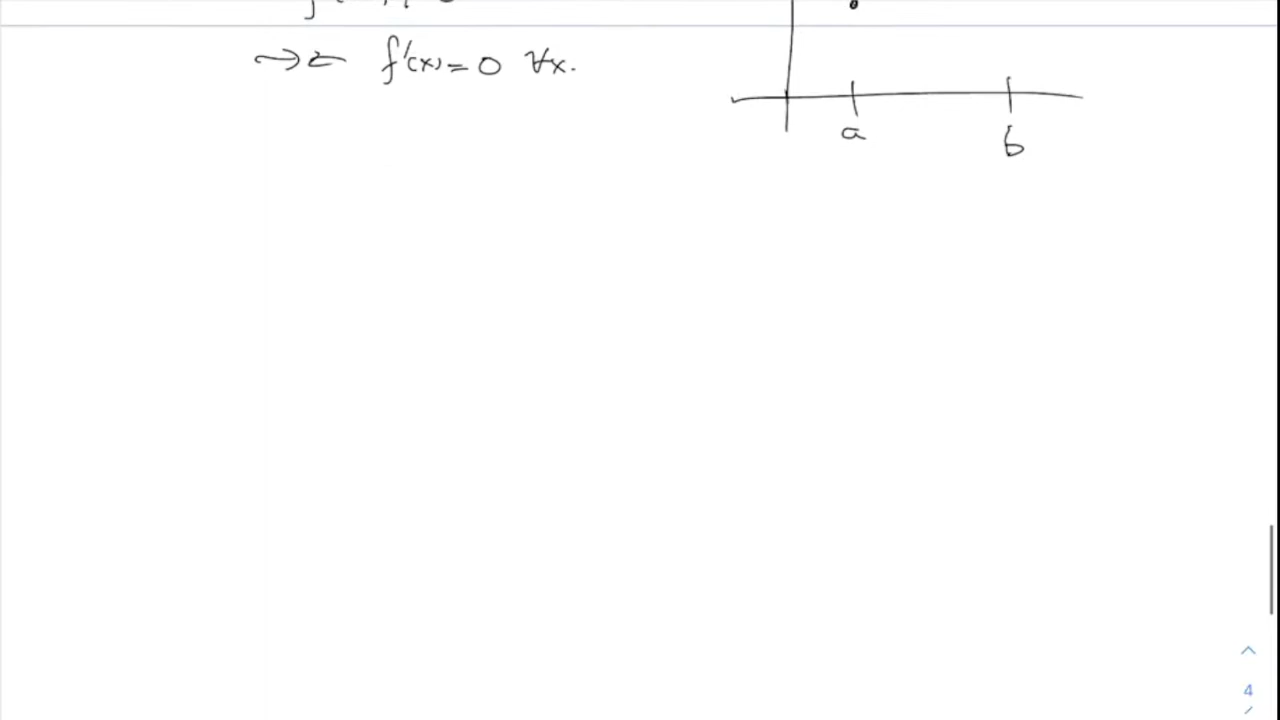 →← f'(x) = 0 ∀x.
a
b
4